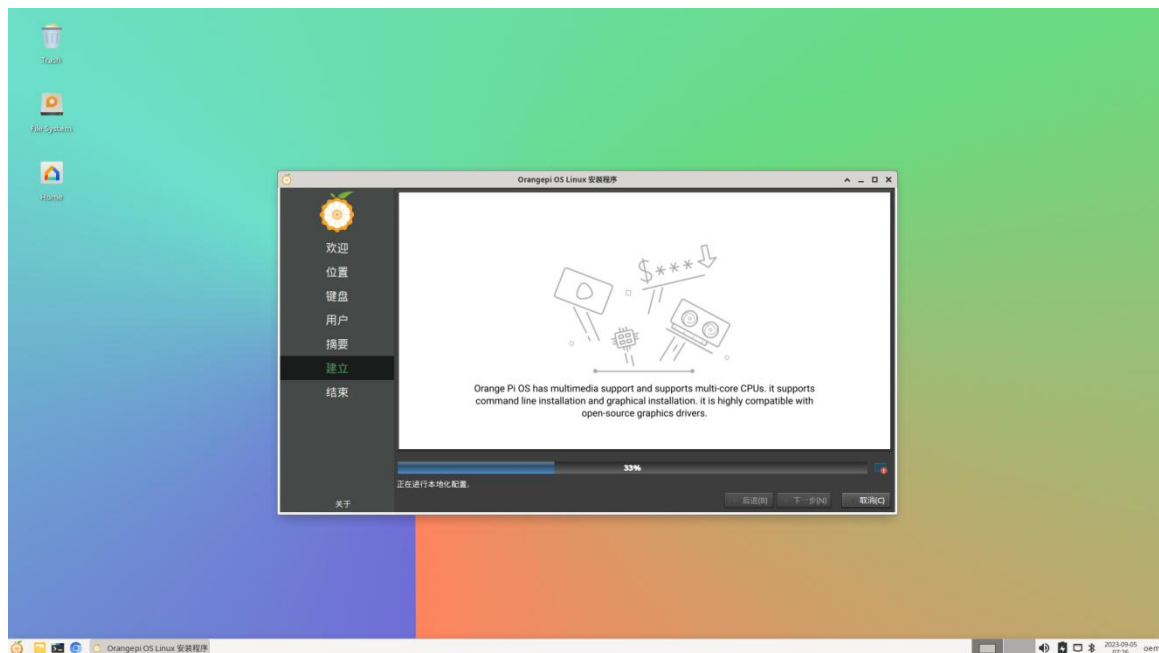 Trash
File System
Home
Orangepi OS Linux 安装程序
欢迎
位置
键盘
用户
摘要
建立
结束
关于
$***
Orange Pi OS has multimedia support and supports multi-core CPUs. it supports
command line installation and graphical installation. it is highly compatible with
open-source graphics drivers.
33%
正在进行本地化配置。
后退(B)
下一步(N)
取消(C)
Orangepi OS Linux 安装程序
2023-09-05
07:26
oem